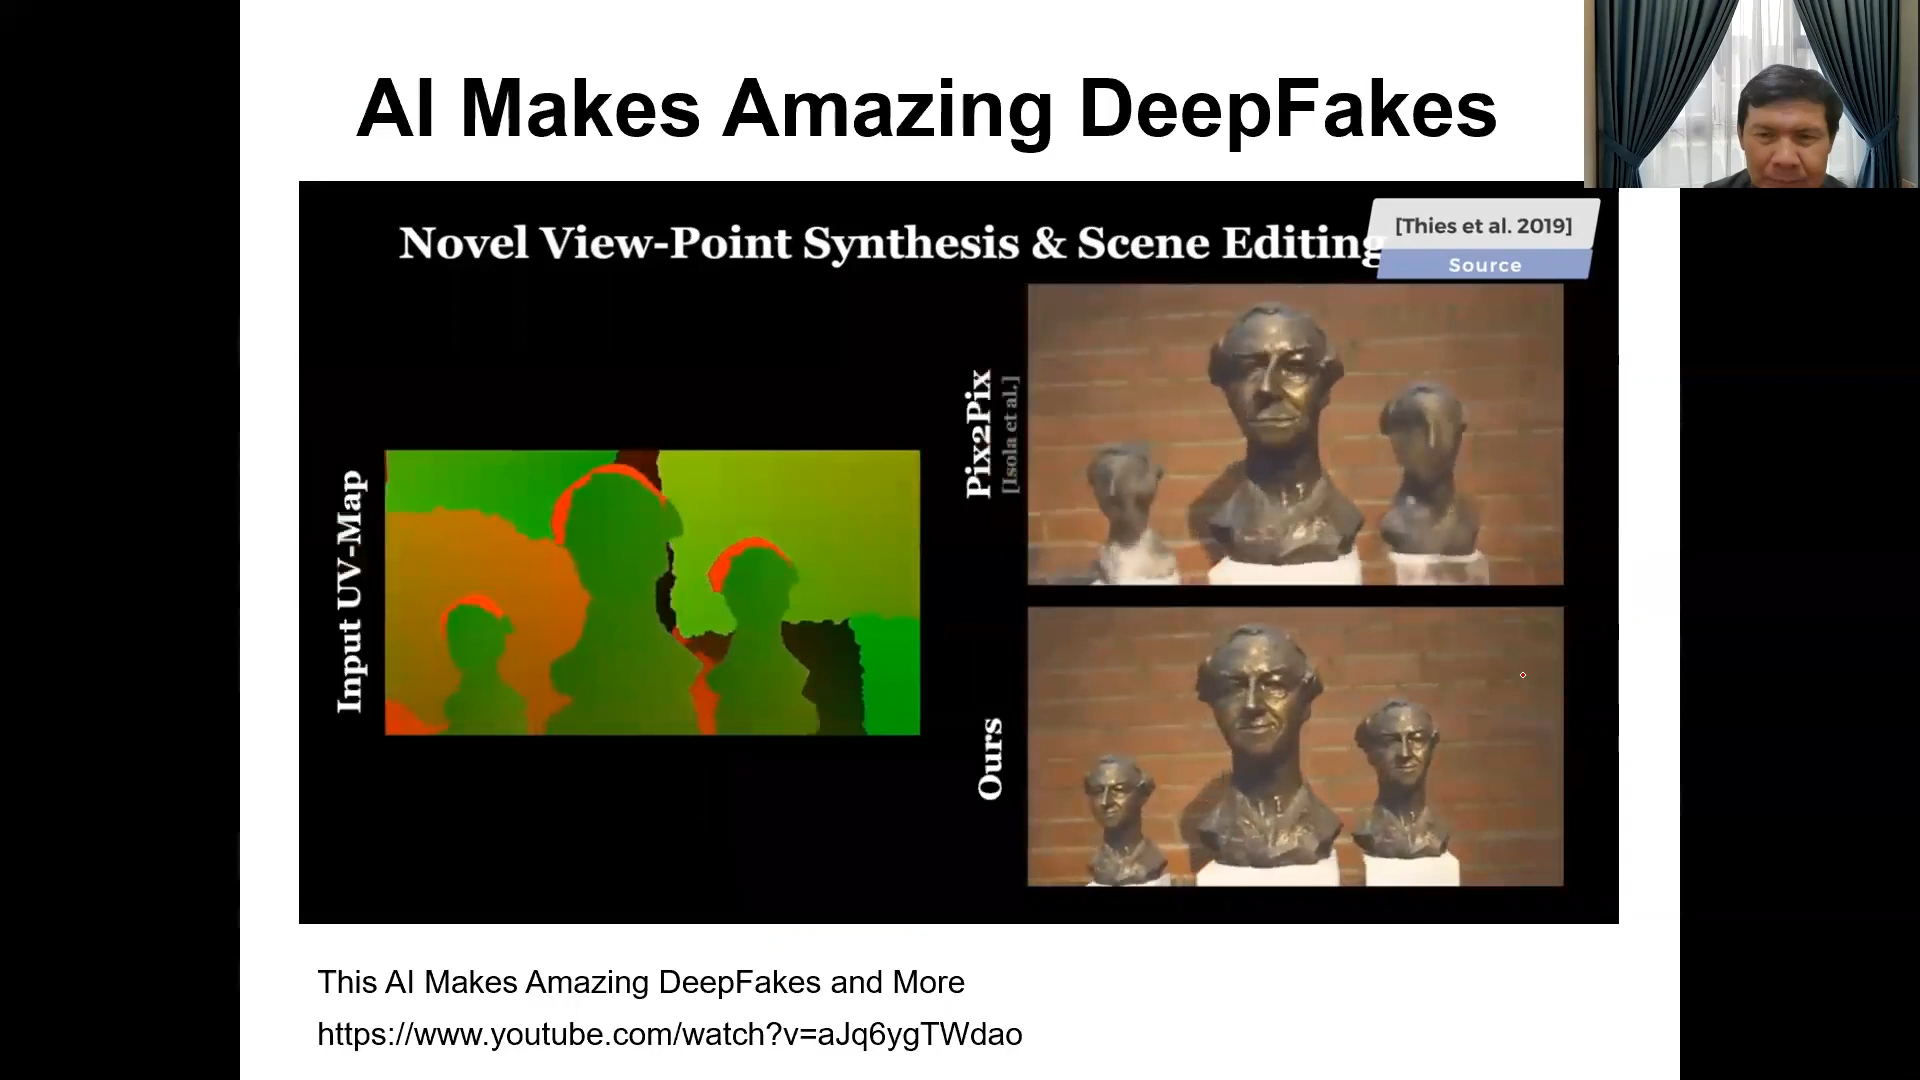 AI Makes Amazing DeepFakes
Novel View-Point Synthesis & Scene Editing
[Thies et al. 2019]
Source
Input UV-Map
Pix2Pix
[Isola et al.]
Ours
This AI Makes Amazing DeepFakes and More
https://www.youtube.com/watch?v=aJq6ygTWdao